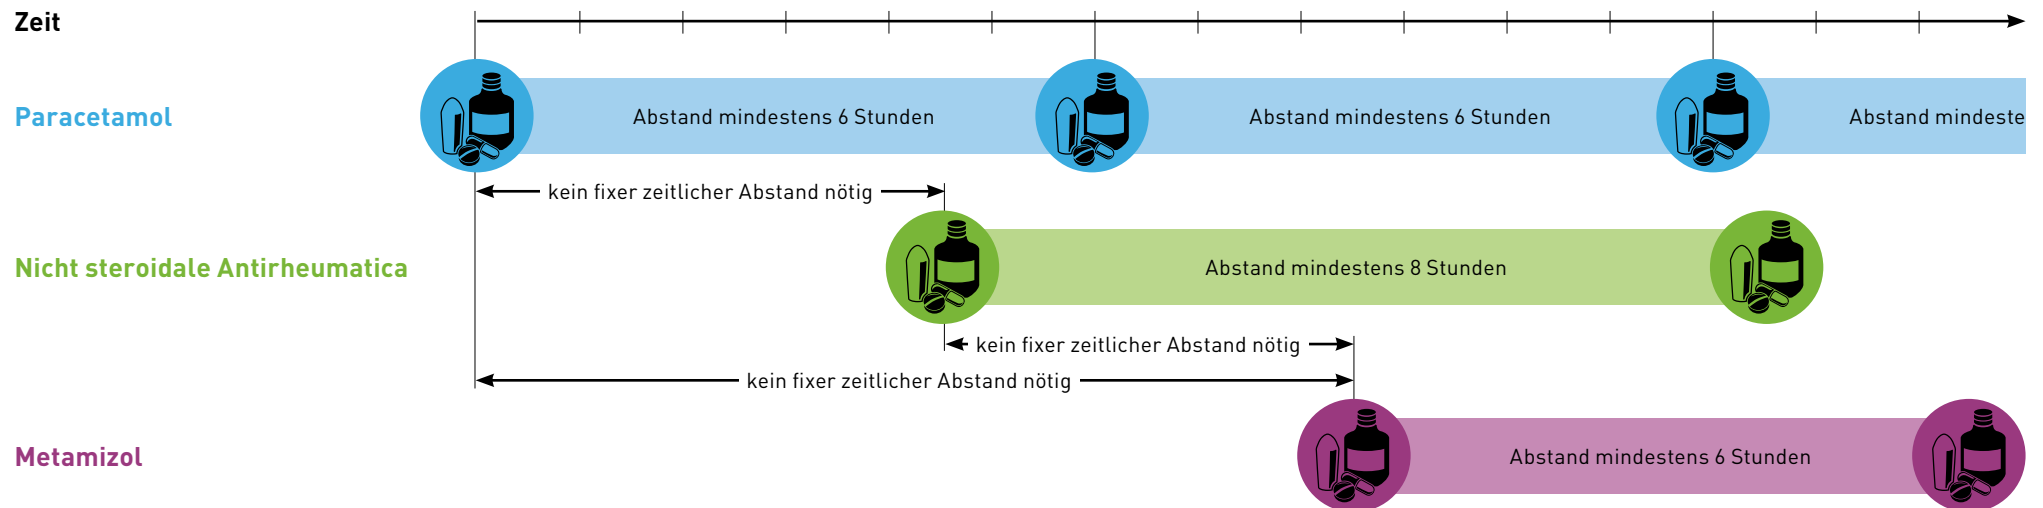 Zeit
Paracetamol
Abstand mindestens 6 Stunden
Abstand mindestens 6 Stunden
Abstand mindeste
kein fixer zeitlicher Abstand nötig
Nicht steroidale Antirheumatica
Abstand mindestens 8 Stunden
kein fixer zeitlicher Abstand nötig
kein fixer zeitlicher Abstand nötig
Metamizol
Abstand mindestens 6 Stunden